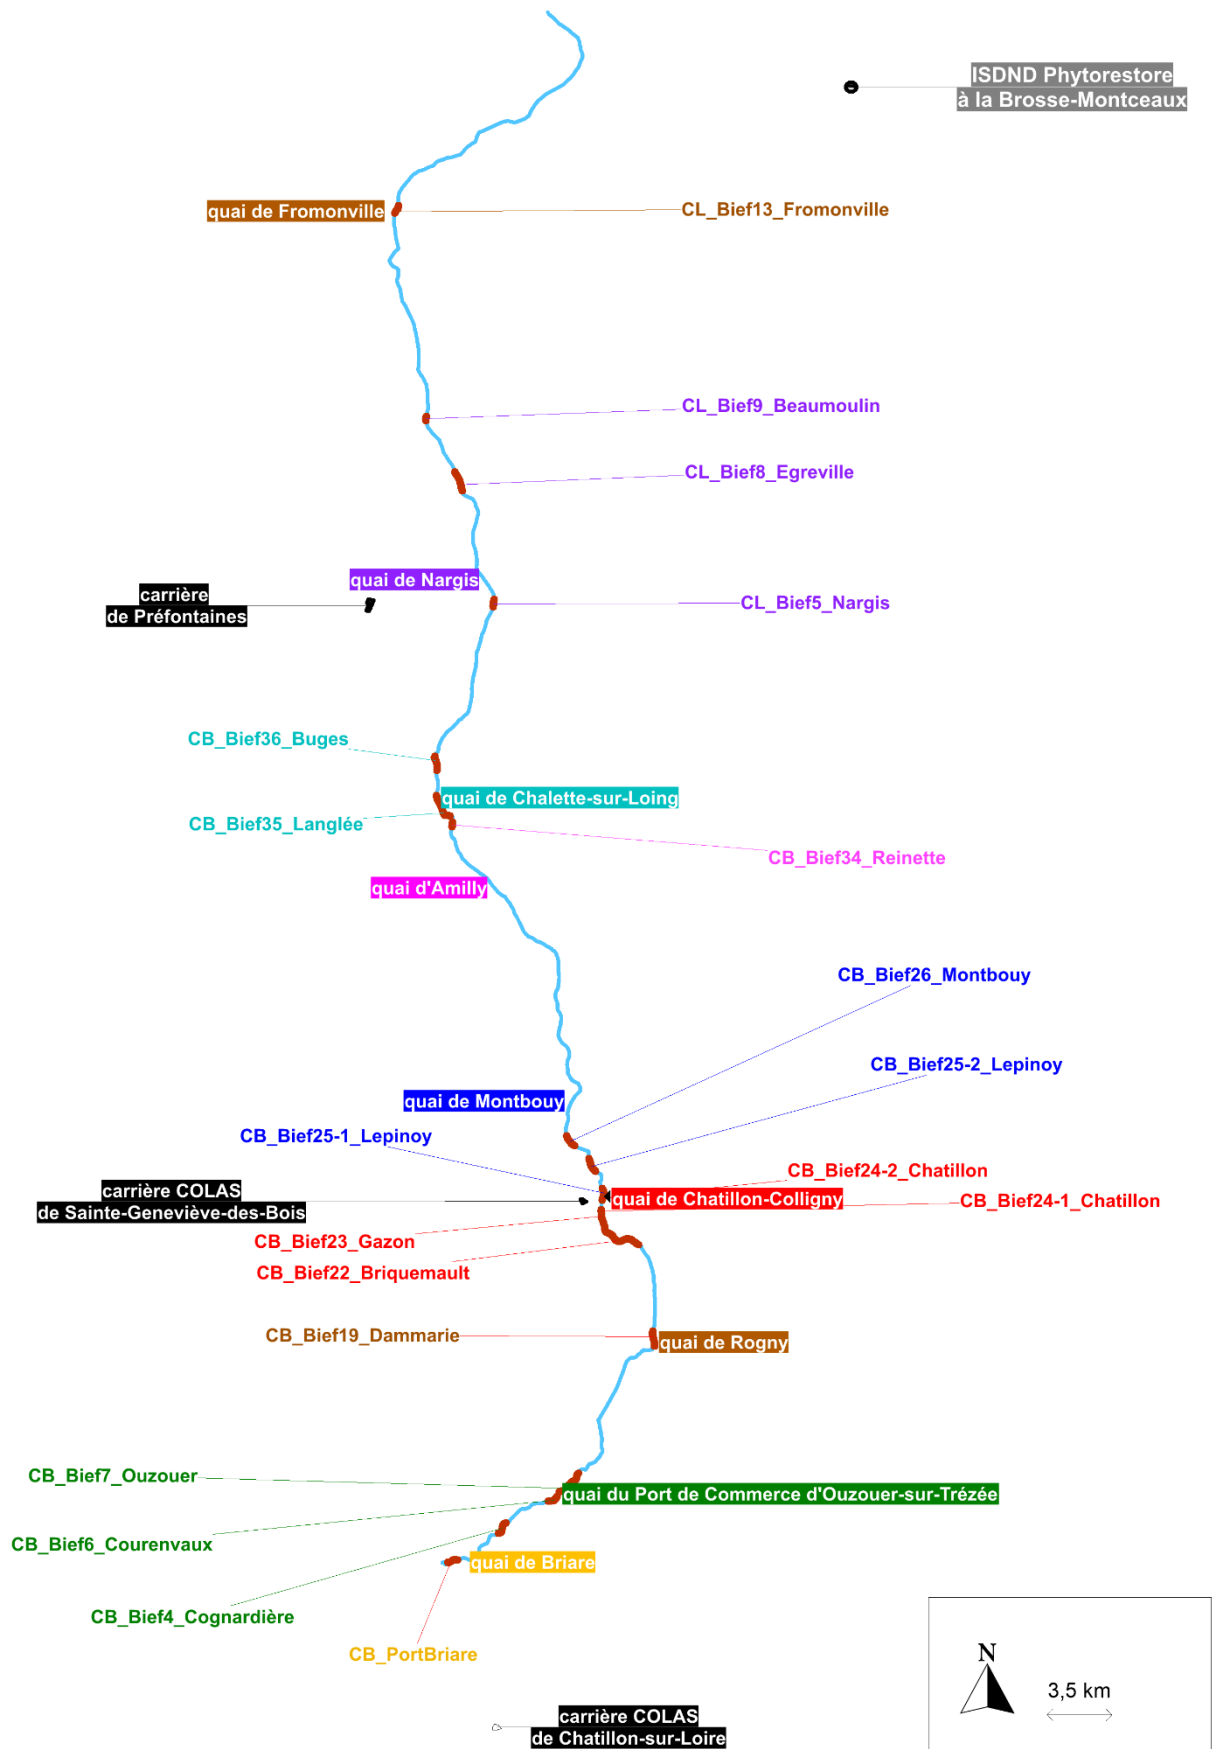 ISDND Phytorestore
à la Brosse-Montceaux
quai de Fromonville
CL_Bief13_Fromonville
CL_Bief9_Beaumoulin
CL_Bief8_Egreville
quai de Nargis
carrière
de Préfontaines
CL_Bief5_Nargis
CB_Bief36_Buges
quai de Chalette-sur-Loing
CB_Bief35_Langlée
CB_Bief34_Reinette
quai d'Amilly
CB_Bief26_Montbouy
CB_Bief25-2_Lepinoy
quai de Montbouy
CB_Bief25-1_Lepinoy
CB_Bief24-2_Chatillon
carrière COLAS
de Sainte-Geneviève-des-Bois
quai de Chatillon-Colligny
CB_Bief24-1_Chatillon
CB_Bief23_Gazon
CB_Bief22_Briquemault
CB_Bief19_Dammarie
quai de Rogny
CB_Bief7_Ouzouer
quai du Port de Commerce d'Ouzouer-sur-Trézée
CB_Bief6_Courenvaux
quai de Briare
CB_Bief4_Cognardière
CB_PortBriare
N
3,5 km
carrière COLAS
de Chatillon-sur-Loire